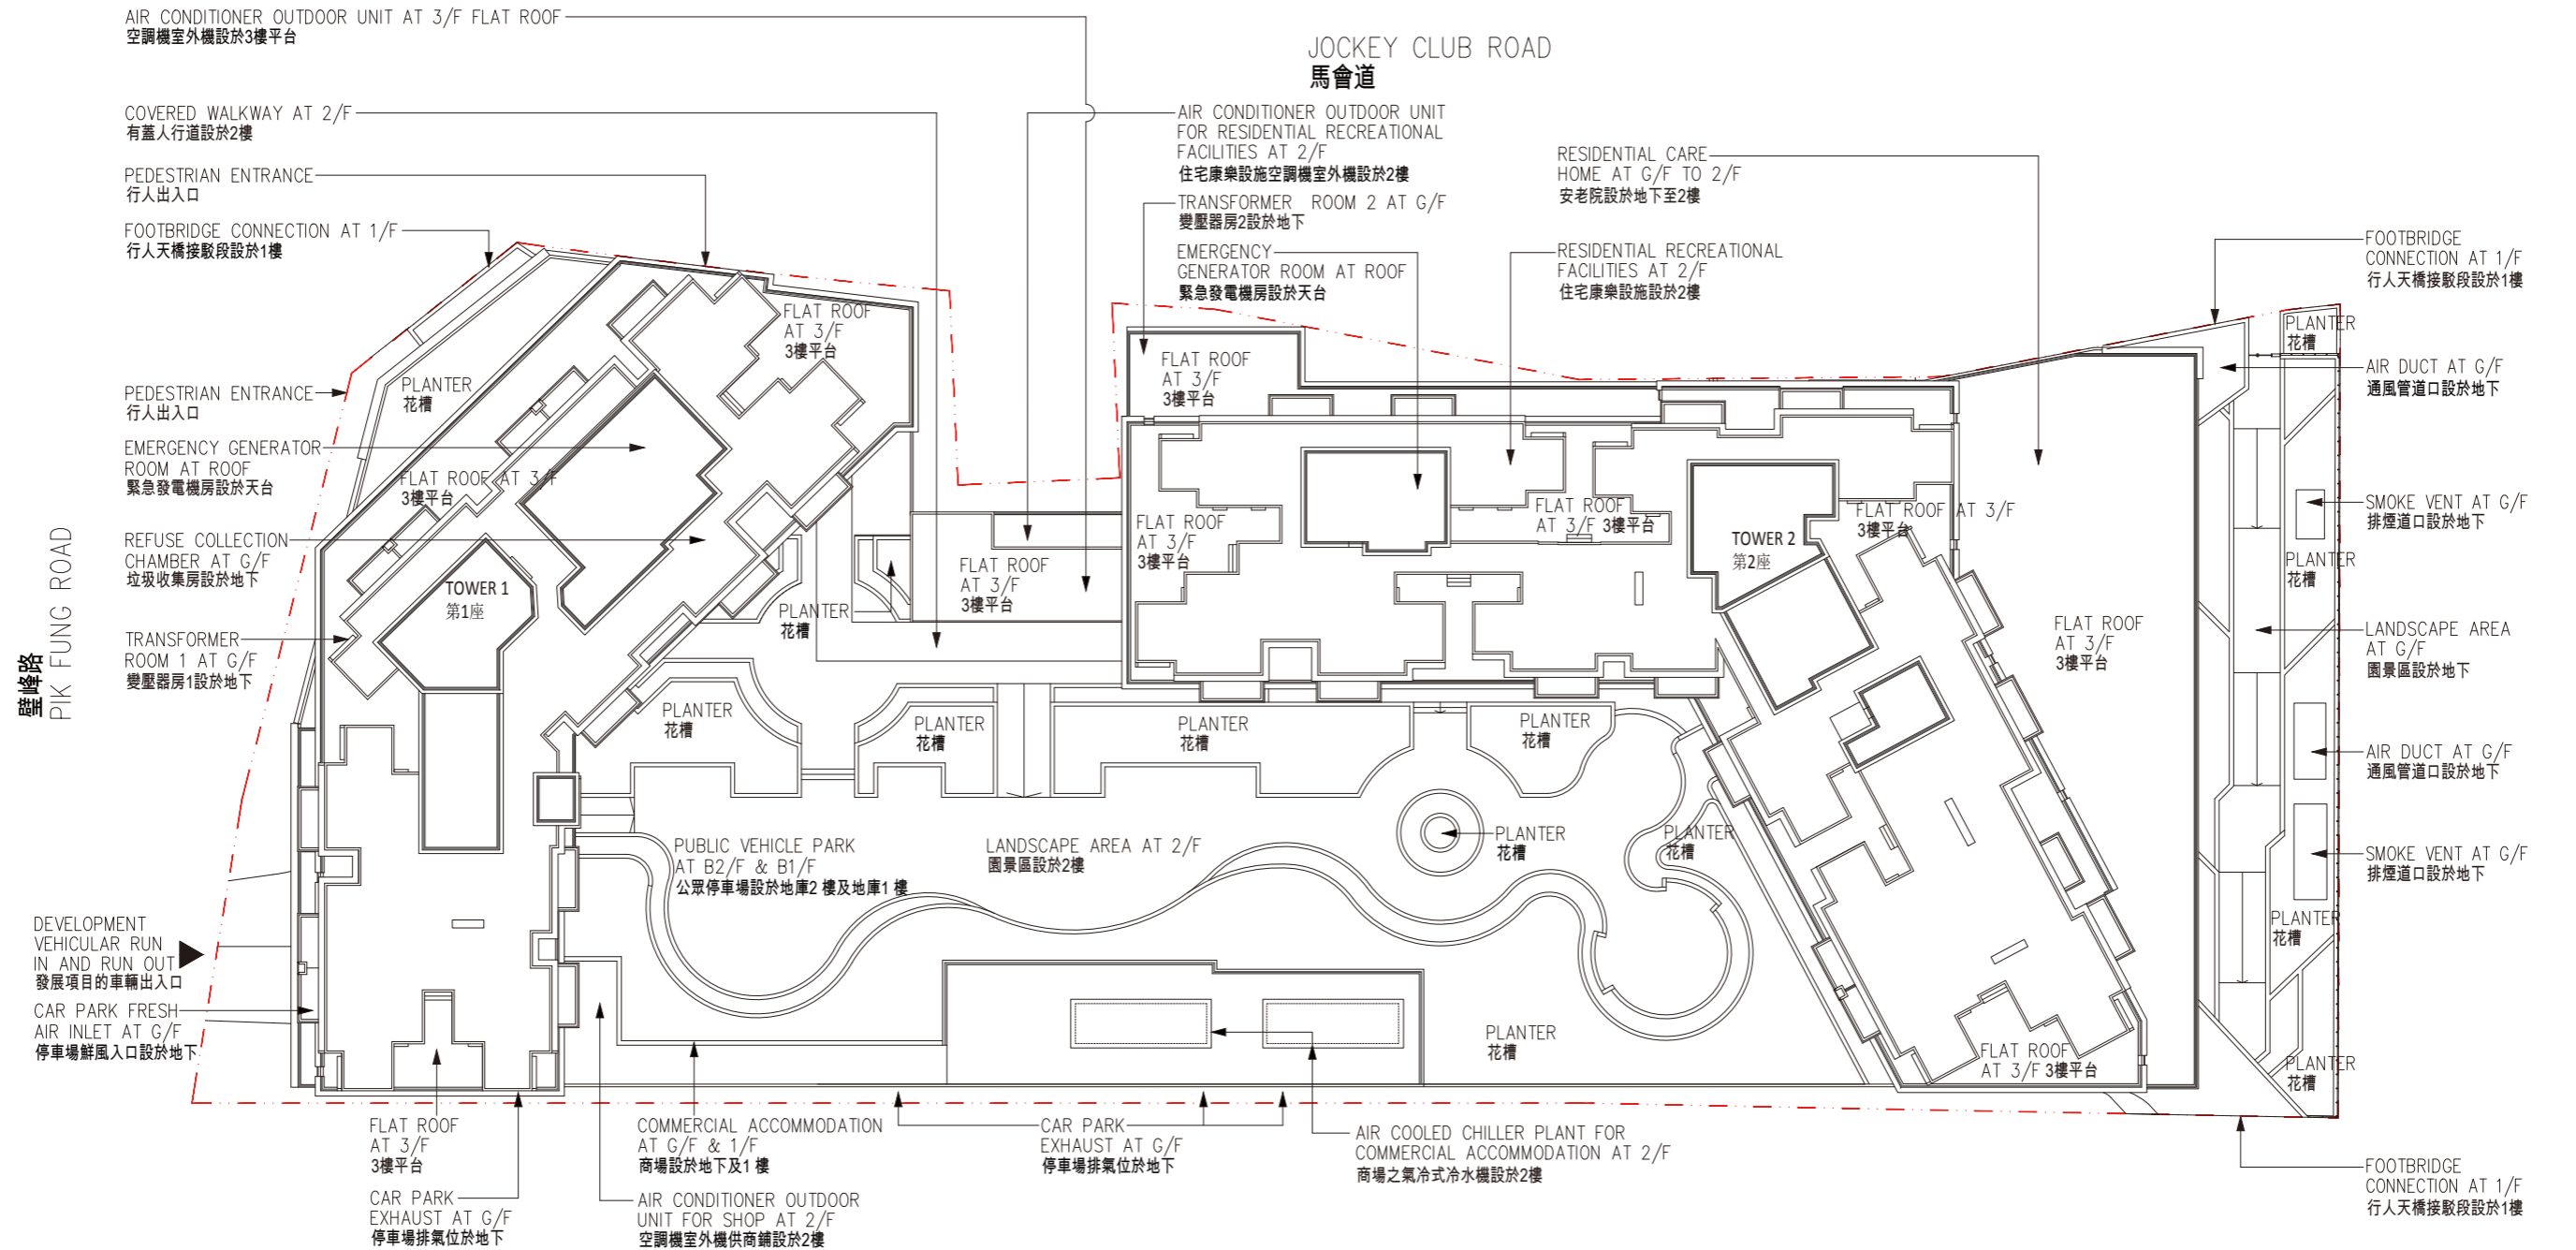 AIR CONDITIONER OUTDOOR UNIT AT 3/F FLAT ROOF
空調機室外機設於3樓平台
JOCKEY CLUB ROAD
馬會道
COVERED WALKWAY AT 2/F
有蓋人行道設於2樓
PEDESTRIAN ENTRANCE
行人出入口
FOOTBRIDGE CONNECTION AT 1/F
行人天橋接駁段設於1樓
AIR CONDITIONER OUTDOOR UNIT
FOR RESIDENTIAL RECREATIONAL
FACILITIES AT 2/F
住宅康樂設施空調機室外機設於2樓
TRANSFORMER ROOM 2 AT G/F
變壓器房2設於地下
EMERGENCY
GENERATOR ROOM AT ROOF
緊急發電機房設於天台
RESIDENTIAL CARE
HOME AT G/F TO 2/F
安老院設於地下至2樓
RESIDENTIAL RECREATIONAL
FACILITIES AT 2/F
住宅康樂設施設於2樓
FOOTBRIDGE
CONNECTION AT 1/F
行人天橋接駁段設於1樓
PLANTER
花槽
AIR DUCT AT G/F
通風管道口設於地下
SMOKE VENT AT G/F
排煙道口設於地下
PLANTER
花槽
LANDSCAPE AREA
AT G/F
園景區設於地下
AIR DUCT AT G/F
通風管道口設於地下
SMOKE VENT AT G/F
排煙道口設於地下
PLANTER
花槽
PLANTER
花槽
FOOTBRIDGE
CONNECTION AT 1/F
行人天橋接駁段設於1樓
PEDESTRIAN ENTRANCE
行人出入口
EMERGENCY GENERATOR
ROOM AT ROOF
緊急發電機房設於天台
REFUSE COLLECTION
CHAMBER AT G/F
垃圾收集房設於地下
TRANSFORMER
ROOM 1 AT G/F
變壓器房1設於地下
璧峰路
PIK FUNG ROAD
DEVELOPMENT
VEHICULAR RUN
IN AND RUN OUT
發展項目的車輛出入口
CAR PARK FRESH
AIR INLET AT G/F
停車場鮮風入口設於地下
PLANTER
花槽
FLAT ROOF
AT 3/F
3樓平台
FLAT ROOF AT 3/F
3樓平台
TOWER 1
第1座
PLANTER
花槽
FLAT ROOF
AT 3/F
3樓平台
FLAT ROOF
AT 3/F
3樓平台
FLAT ROOF
AT 3/F
3樓平台
FLAT ROOF
AT 3/F 3樓平台
TOWER 2
第2座
FLAT ROOF AT 3/F
3樓平台
FLAT ROOF
AT 3/F
3樓平台
PLANTER
花槽
PLANTER
花槽
PLANTER
花槽
PLANTER
花槽
PUBLIC VEHICLE PARK
AT B2/F & B1/F
公眾停車場設於地庫2 樓及地庫1 樓
LANDSCAPE AREA AT 2/F
園景區設於2樓
PLANTER
花槽
PLANTER
花槽
PLANTER
花槽
FLAT ROOF
AT 3/F 3樓平台
FLAT ROOF
AT 3/F
3樓平台
CAR PARK
EXHAUST AT G/F
停車場排氣位於地下
COMMERCIAL ACCOMMODATION
AT G/F & 1/F
商場設於地下及1 樓
AIR CONDITIONER OUTDOOR
UNIT FOR SHOP AT 2/F
空調機室外機供商鋪設於2樓
CAR PARK
EXHAUST AT G/F
停車場排氣位於地下
AIR COOLED CHILLER PLANT FOR
COMMERCIAL ACCOMMODATION AT 2/F
商場之氣冷式冷水機設於2樓